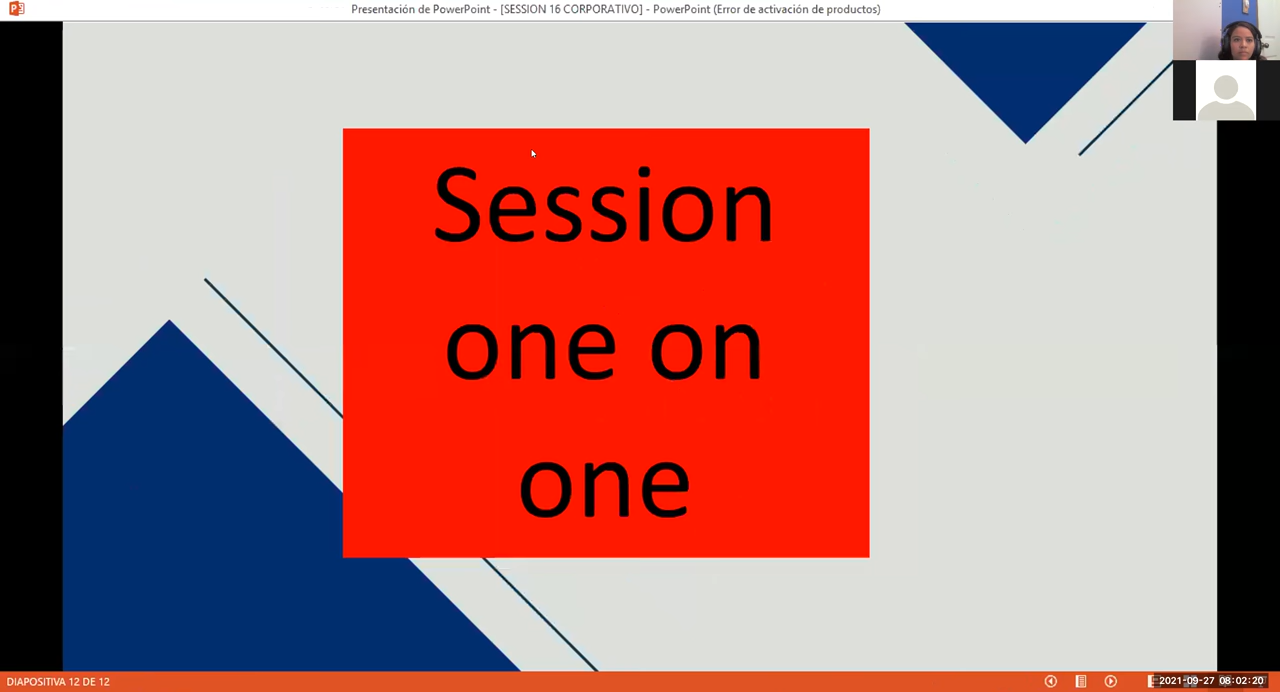 Presentación de PowerPoint - [SESSION 16 CORPORATIVO] - PowerPoint (Error de activación de productos)
Session
one on
one
DIAPOSITIVA 12 DE 12
2021-09-27 08:02:20